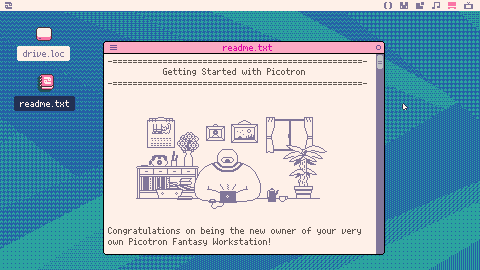 drive.loc
readme.txt
readme.txt
Getting Started with Picotron
Congratulations on being the new owner of your very
own Picotron Fantasy Workstation!